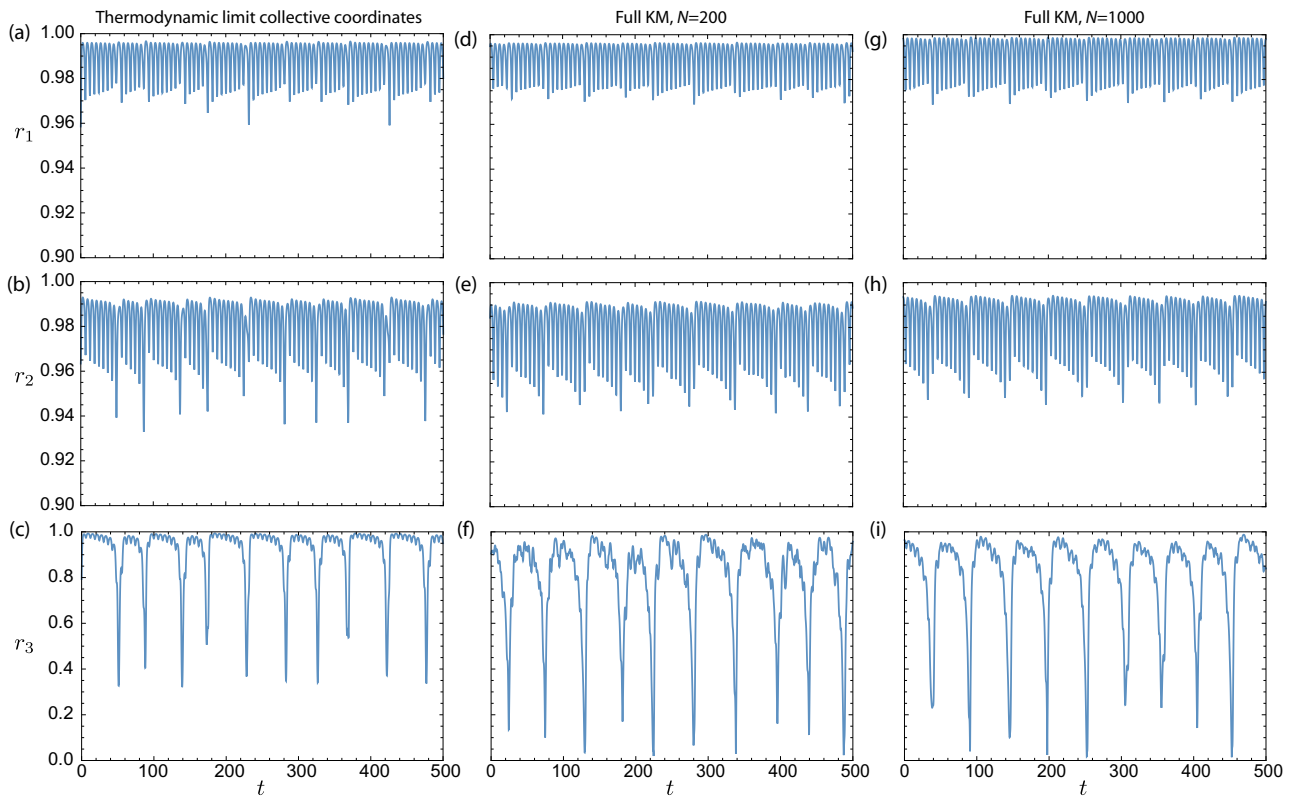 Thermodynamic limit collective coordinates
Full KM, N=200
Full KM, N=1000
(a)
(d)
(g)
1.00
0.98
0.96
r1
0.94
0.92
0.90
(b)
(e)
(h)
1.00
0.98
0.96
r2
0.94
0.92
0.90
(c)
(f)
(i)
1.0
0.8
0.6
r3
0.4
0.2
0.0
0 100 200 300 400 500
0 100 200 300 400 500
0 100 200 300 400 500
t
t
t